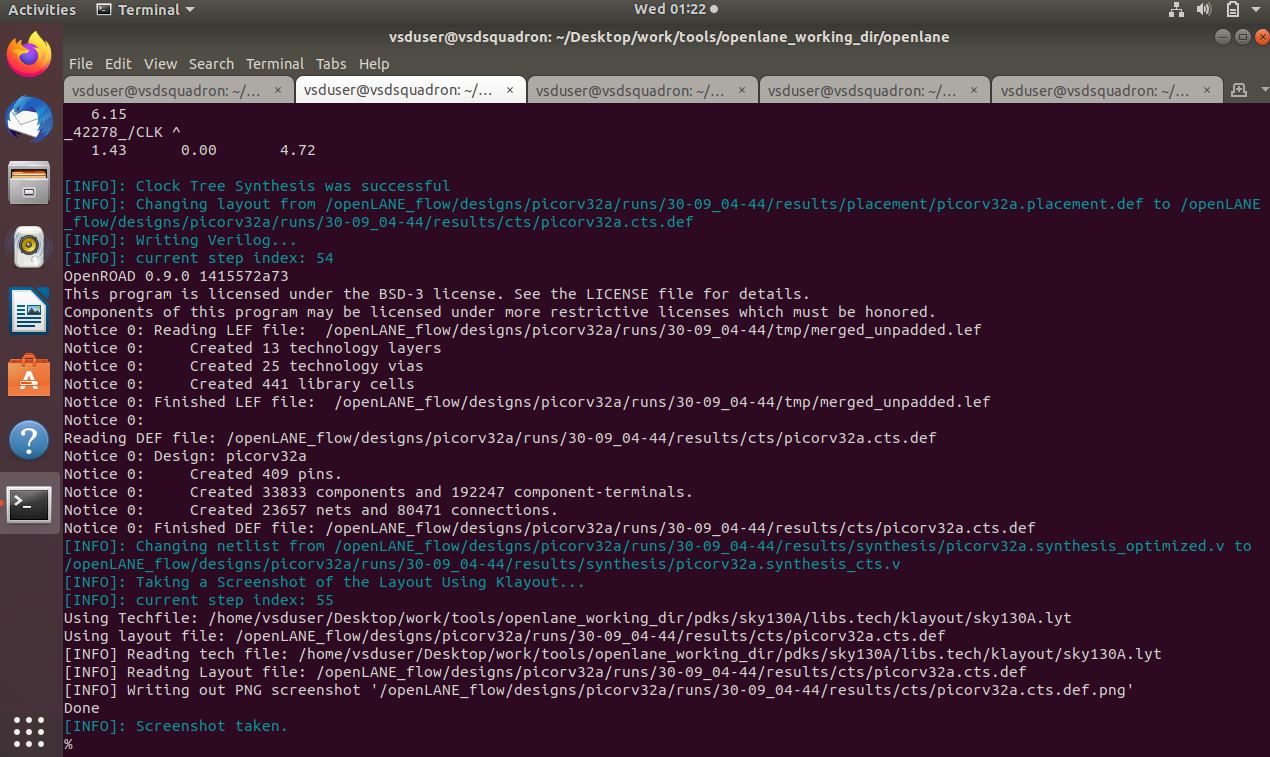 Activities Terminal Wed 01:22
vsduser@vsdsquadron: ~/Desktop/work/tools/openlane_working_dir/openlane
File Edit View Search Terminal Tabs Help
vsduser@vsdsquadron: ~/... × vsduser@vsdsquadron: ~/... × vsduser@vsdsquadron: ~/... × vsduser@vsdsquadron: ~/... × vsduser@vsdsquadron: ~/... ×
   6.15
_42278_/CLK ^
   1.43      0.00       4.72
[INFO]: Clock Tree Synthesis was successful
[INFO]: Changing layout from /openLANE_flow/designs/picorv32a/runs/30-09_04-44/results/placement/picorv32a.placement.def to /openLANE
_flow/designs/picorv32a/runs/30-09_04-44/results/cts/picorv32a.cts.def
[INFO]: Writing Verilog...
[INFO]: current step index: 54
OpenROAD 0.9.0 1415572a73
This program is licensed under the BSD-3 license. See the LICENSE file for details.
Components of this program may be licensed under more restrictive licenses which must be honored.
Notice 0: Reading LEF file:  /openLANE_flow/designs/picorv32a/runs/30-09_04-44/tmp/merged_unpadded.lef
Notice 0:     Created 13 technology layers
Notice 0:     Created 25 technology vias
Notice 0:     Created 441 library cells
Notice 0: Finished LEF file:  /openLANE_flow/designs/picorv32a/runs/30-09_04-44/tmp/merged_unpadded.lef
Notice 0:
Reading DEF file: /openLANE_flow/designs/picorv32a/runs/30-09_04-44/results/cts/picorv32a.cts.def
Notice 0: Design: picorv32a
Notice 0:     Created 409 pins.
Notice 0:     Created 33833 components and 192247 component-terminals.
Notice 0:     Created 23657 nets and 80471 connections.
Notice 0: Finished DEF file: /openLANE_flow/designs/picorv32a/runs/30-09_04-44/results/cts/picorv32a.cts.def
[INFO]: Changing netlist from /openLANE_flow/designs/picorv32a/runs/30-09_04-44/results/synthesis/picorv32a.synthesis_optimized.v to
/openLANE_flow/designs/picorv32a/runs/30-09_04-44/results/synthesis/picorv32a.synthesis_cts.v
[INFO]: Taking a Screenshot of the Layout Using Klayout...
[INFO]: current step index: 55
Using Techfile: /home/vsduser/Desktop/work/tools/openlane_working_dir/pdks/sky130A/libs.tech/klayout/sky130A.lyt
Using layout file: /openLANE_flow/designs/picorv32a/runs/30-09_04-44/results/cts/picorv32a.cts.def
[INFO] Reading tech file: /home/vsduser/Desktop/work/tools/openlane_working_dir/pdks/sky130A/libs.tech/klayout/sky130A.lyt
[INFO] Reading Layout file: /openLANE_flow/designs/picorv32a/runs/30-09_04-44/results/cts/picorv32a.cts.def
[INFO] Writing out PNG screenshot '/openLANE_flow/designs/picorv32a/runs/30-09_04-44/results/cts/picorv32a.cts.def.png'
Done
[INFO]: Screenshot taken.
%